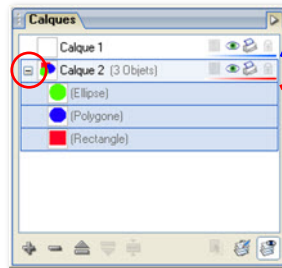 Calques
Calque 1
Calque 2 (3 Objets)
(Ellipse)
(Polygone)
(Rectangle)